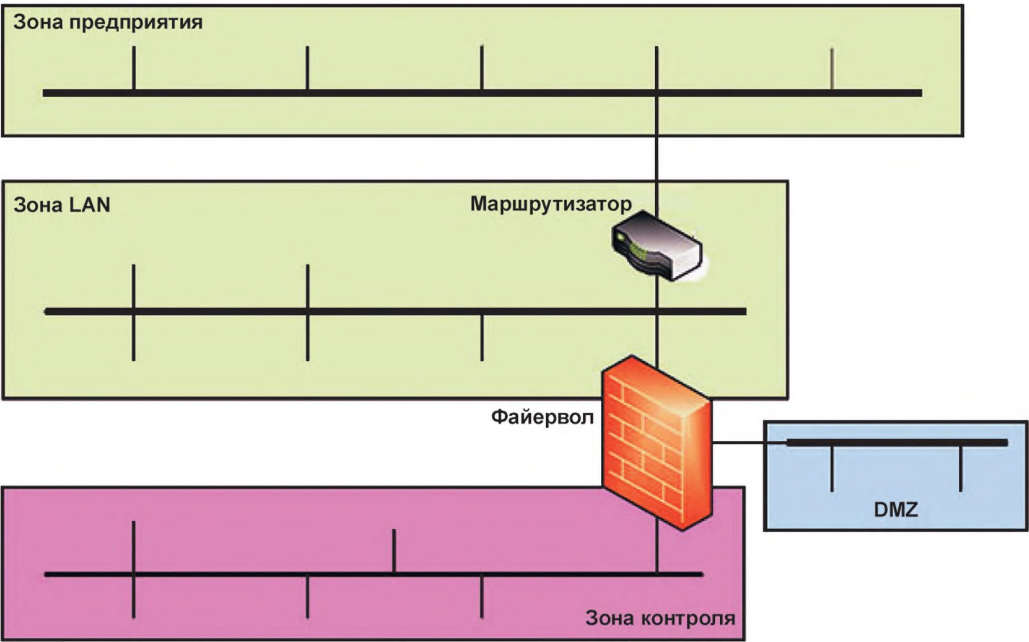 Зона предприятия
Зона LAN
Маршрутизатор
Файервол
DMZ
Зона контроля